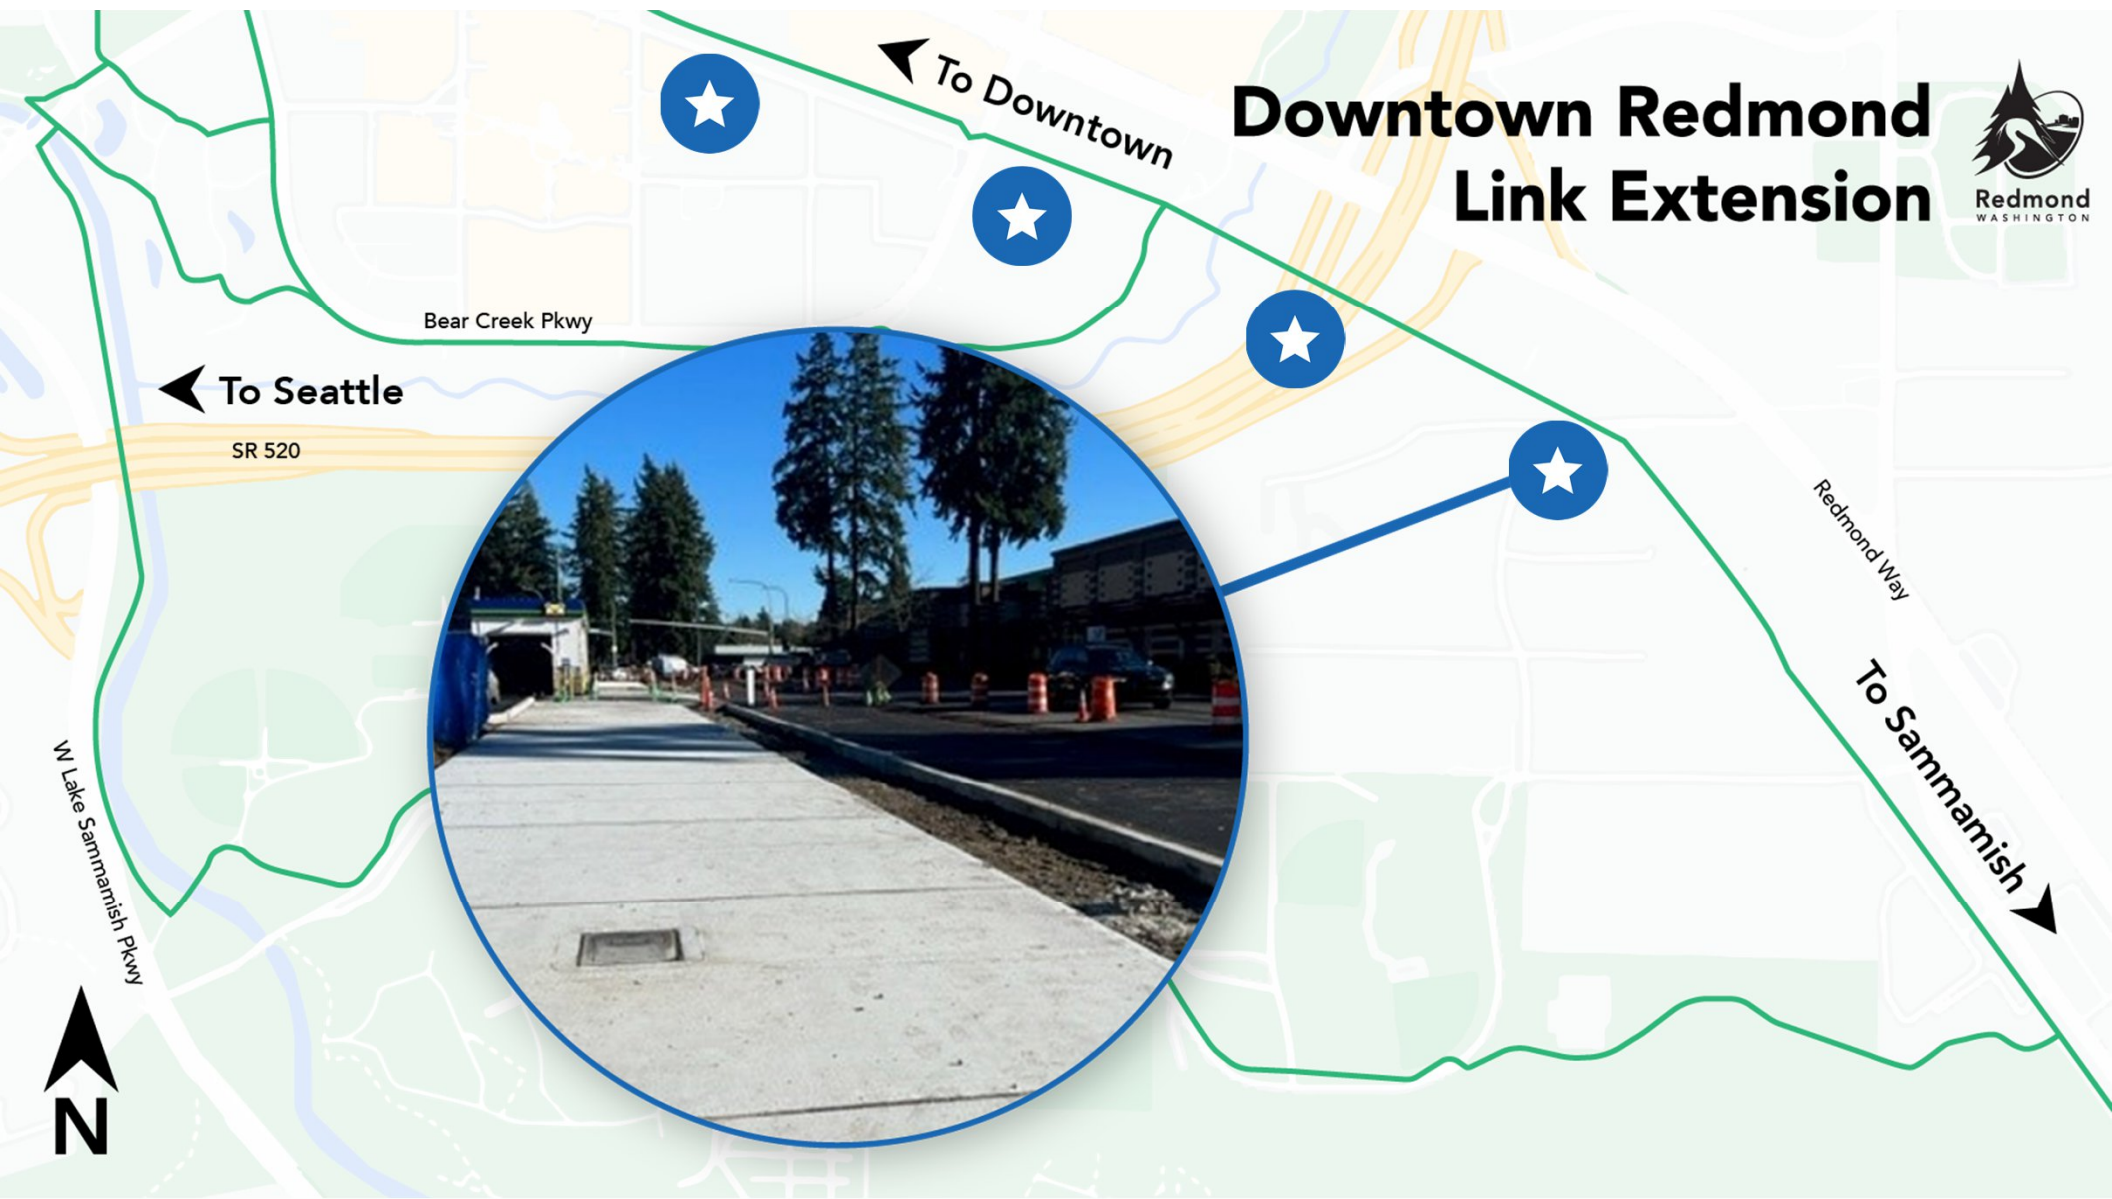 To Downtown
Downtown Redmond
Link Extension
Redmond
WASHINGTON
Bear Creek Pkwy
To Seattle
SR 520
Redmond Way
To Sammamish
W Lake Sammamish Pkwy
N